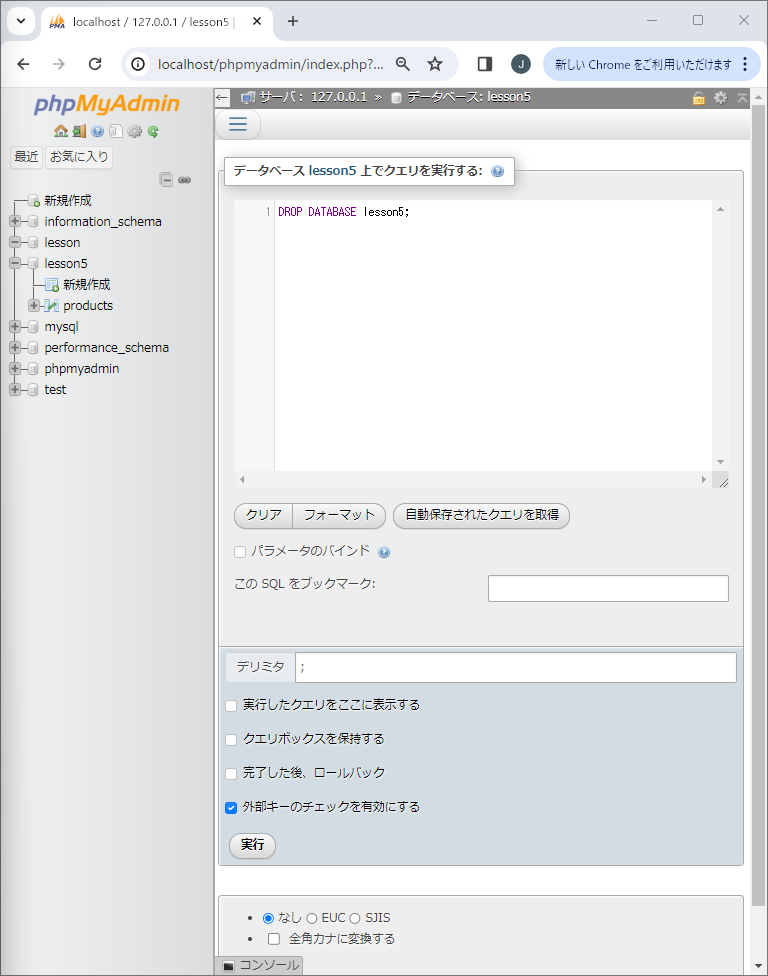 localhost / 127.0.0.1 / lesson5 |
localhost/phpmyadmin/index.php?...
J
新しい Chrome をご利用いただけます
phpMyAdmin
最近
お気に入り
新規作成
information_schema
lesson
lesson5
新規作成
products
mysql
performance_schema
phpmyadmin
test
サーバ: 127.0.0.1 » データベース: lesson5
データベース lesson5 上でクエリを実行する:
1 DROP DATABASE lesson5;
クリア フォーマット 自動保存されたクエリを取得
パラメータのバインド
この SQL をブックマーク:
デリミタ ;
実行したクエリをここに表示する
クエリボックスを保持する
完了した後、ロールバック
外部キーのチェックを有効にする
実行
なし EUC SJIS
全角カナに変換する
コンソール